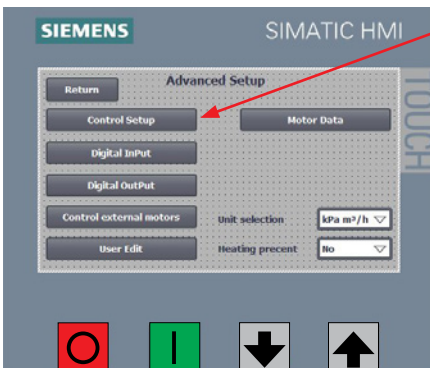 SIEMENS SIMATIC HMI
TOUCH
Advanced Setup
Return
Control Setup Motor Data
Digital InPut
Digital OutPut
Control external motors Unit selection kPa m³/h
User Edit Heating precent No